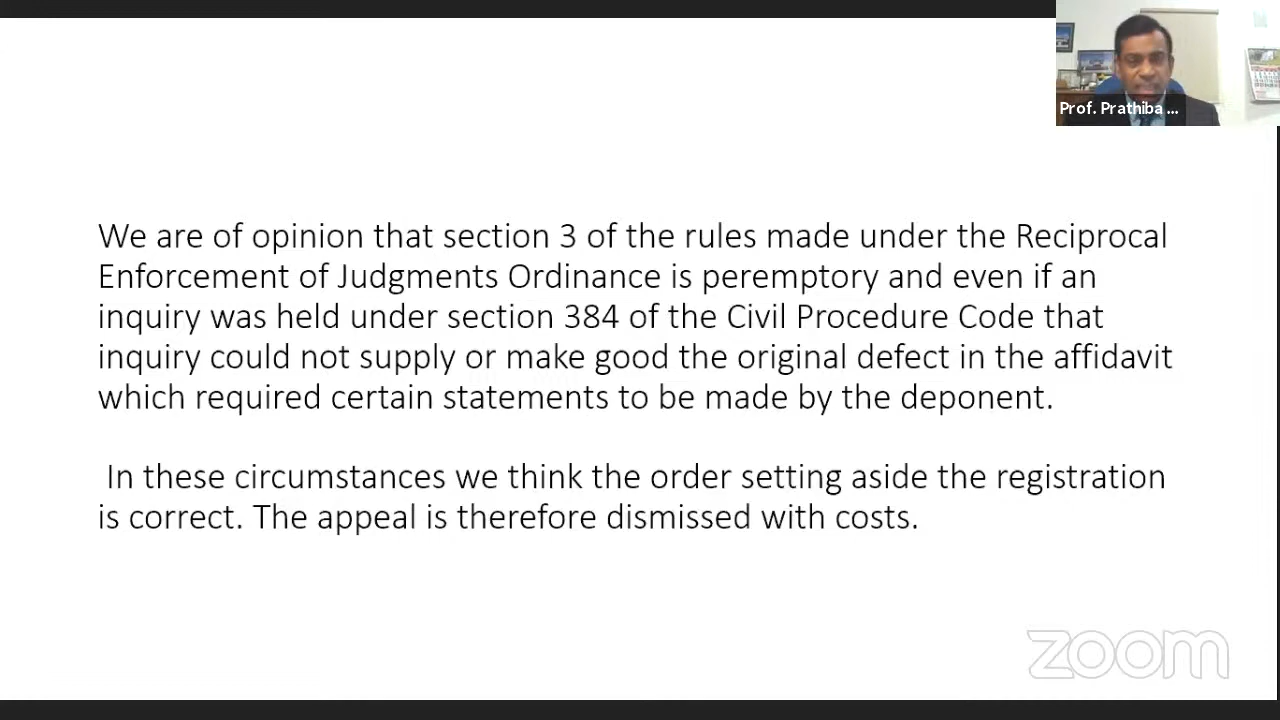 Prof. Prathiba ...
We are of opinion that section 3 of the rules made under the Reciprocal
Enforcement of Judgments Ordinance is peremptory and even if an
inquiry was held under section 384 of the Civil Procedure Code that
inquiry could not supply or make good the original defect in the affidavit
which required certain statements to be made by the deponent.
In these circumstances we think the order setting aside the registration
is correct. The appeal is therefore dismissed with costs.
zoom